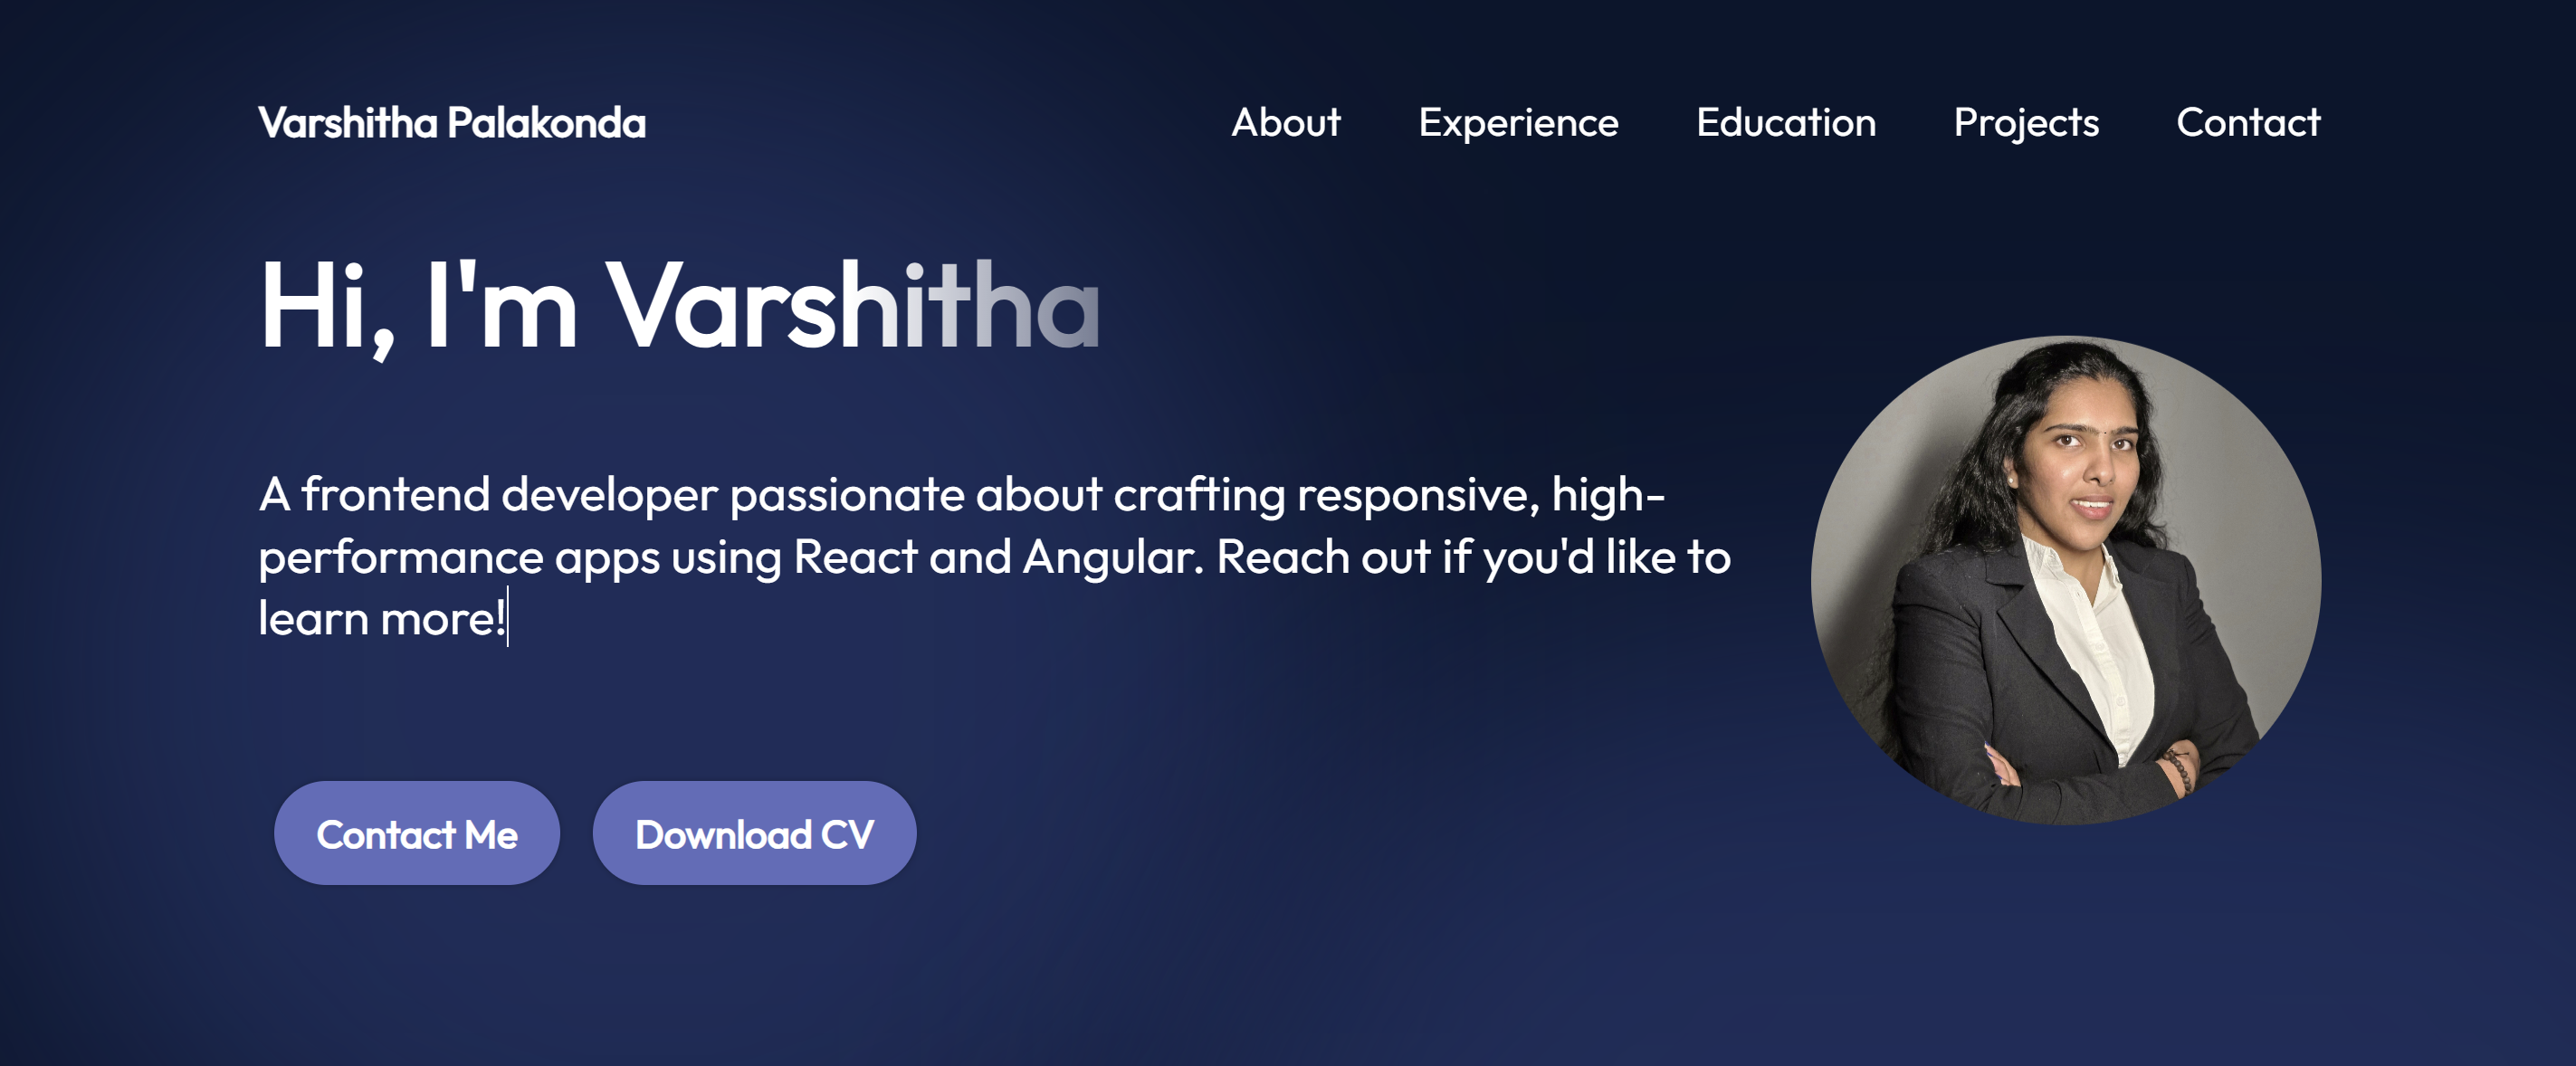 Varshitha Palakonda
About Experience Education Projects Contact
Hi, I'm Varshitha
A frontend developer passionate about crafting responsive, high-
performance apps using React and Angular. Reach out if you'd like to
learn more!
Contact Me
Download CV